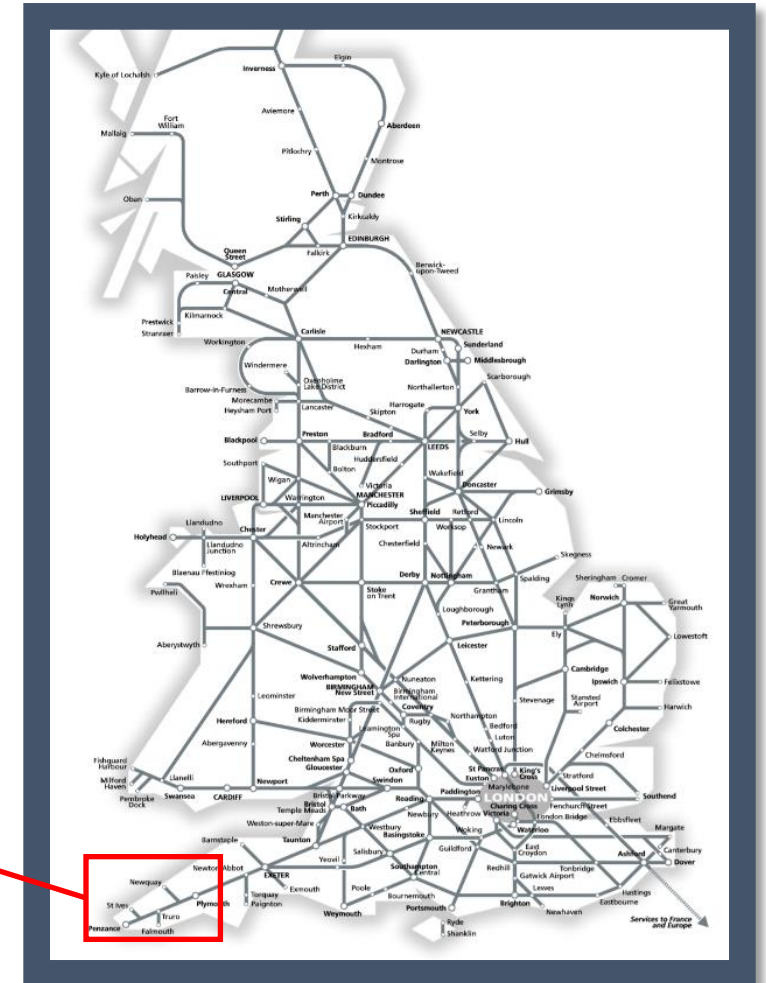 Inverness
Elgin
Kyle of Lochalsh
Aviemore
Fort
William
Mallaig
Aberdeen
Pitlochry
Montrose
Oban
Perth
Dundee
Stirling
Kirkcaldy
EDINBURGH
Falkirk
Queen
Street
GLASGOW
Central
Paisley
Motherwell
Berwick-
upon-Tweed
Prestwick
Kilmarnock
Stranraer
Carlisle
Hexham
NEWCASTLE
Sunderland
Durham
Darlington
Middlesbrough
Workington
Windermere
Oxenholme
Lake District
Barrow-in-Furness
Northallerton
Scarborough
Morecambe
Heysham Port
Lancaster
Skipton
Harrogate
York
Blackpool
Preston
Bradford
Blackburn
LEEDS
Selby
Hull
Southport
Bolton
Huddersfield
Wakefield
Wigan
Victoria
MANCHESTER
Piccadilly
Doncaster
Grimsby
LIVERPOOL
Warrington
Manchester
Airport
Stockport
Sheffield
Retford
Worksop
Lincoln
Holyhead
Llandudno
Llandudno
Junction
Chester
Altrincham
Chesterfield
Newark
Skegness
Blaenau Ffestiniog
Wrexham
Crewe
Stoke
on Trent
Derby
Nottingham
Grantham
Spalding
Sheringham
Cromer
Pwllheli
Loughborough
Kings
Lynn
Norwich
Great
Yarmouth
Aberystwyth
Shrewsbury
Stafford
Leicester
Peterborough
Ely
Lowestoft
Wolverhampton
BIRMINGHAM
New Street
Nuneaton
Birmingham
International
Kettering
Cambridge
Ipswich
Felixstowe
Leominster
Birmingham Moor Street
Kidderminster
Coventry
Rugby
Northampton
Stevenage
Stansted
Airport
Harwich
Hereford
Leamington
Spa
Bedford
Colchester
Worcester
Banbury
Milton
Keynes
Luton
Abergavenny
Cheltenham Spa
Gloucester
Watford Junction
Chelmsford
Fishguard
Harbour
Milford
Haven
Pembroke
Dock
Llanelli
Swansea
CARDIFF
Newport
Oxford
Swindon
St Pancras
Euston
King's
Cross
Marylebone
Stratford
Liverpool Street
Paddington
LONDON
Southend
Bristol Parkway
Bristol
Temple Meads
Bath
Reading
Charing Cross
Fenchurch Street
Weston-super-Mare
Newbury
Heathrow
Victoria
London Bridge
Ebbsfleet
Westbury
Basingstoke
Woking
Waterloo
Margate
Barnstaple
Taunton
Salisbury
Guildford
East
Croydon
Canterbury
Ashford
Dover
Newton Abbot
EXETER
Yeovil
Southampton
Central
Redhill
Gatwick Airport
Tonbridge
Newquay
Exmouth
Poole
Bournemouth
Lewes
Hastings
Eastbourne
St Ives
Plymouth
Torquay
Paignton
Weymouth
Portsmouth
Brighton
Newhaven
Penzance
Truro
Falmouth
Ryde
Shanklin
Services to France
and Europe